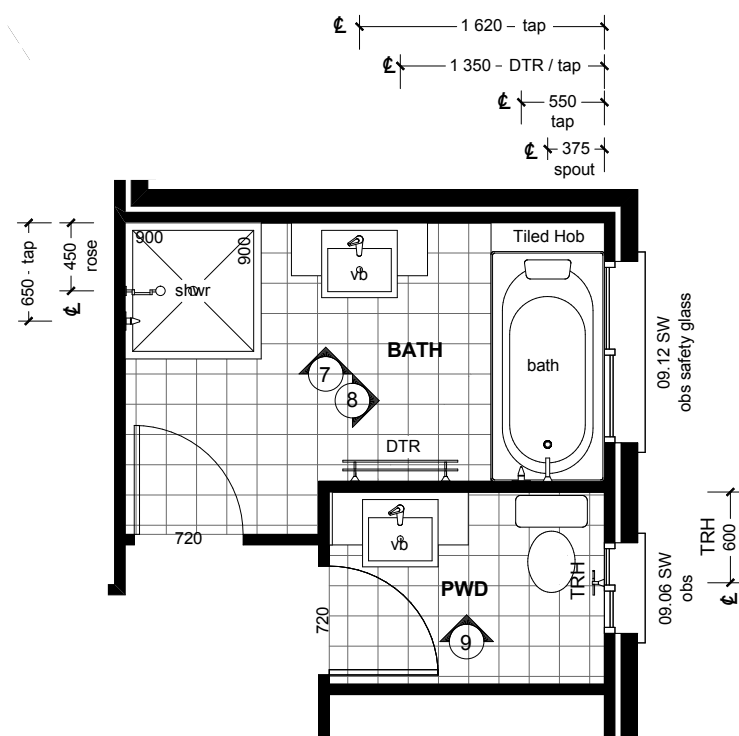 ℄ 1 620 – tap
℄ 1 350 – DTR / tap
℄ 550
tap
℄ 375
spout
650 - tap
450
rose
℄
900
900
shwr
vb
Tiled Hob
BATH
bath
7
8
DTR
09.12 SW
obs safety glass
720
vb
TRH
PWD
720
9
09.06 SW
obs
TRH
600
℄